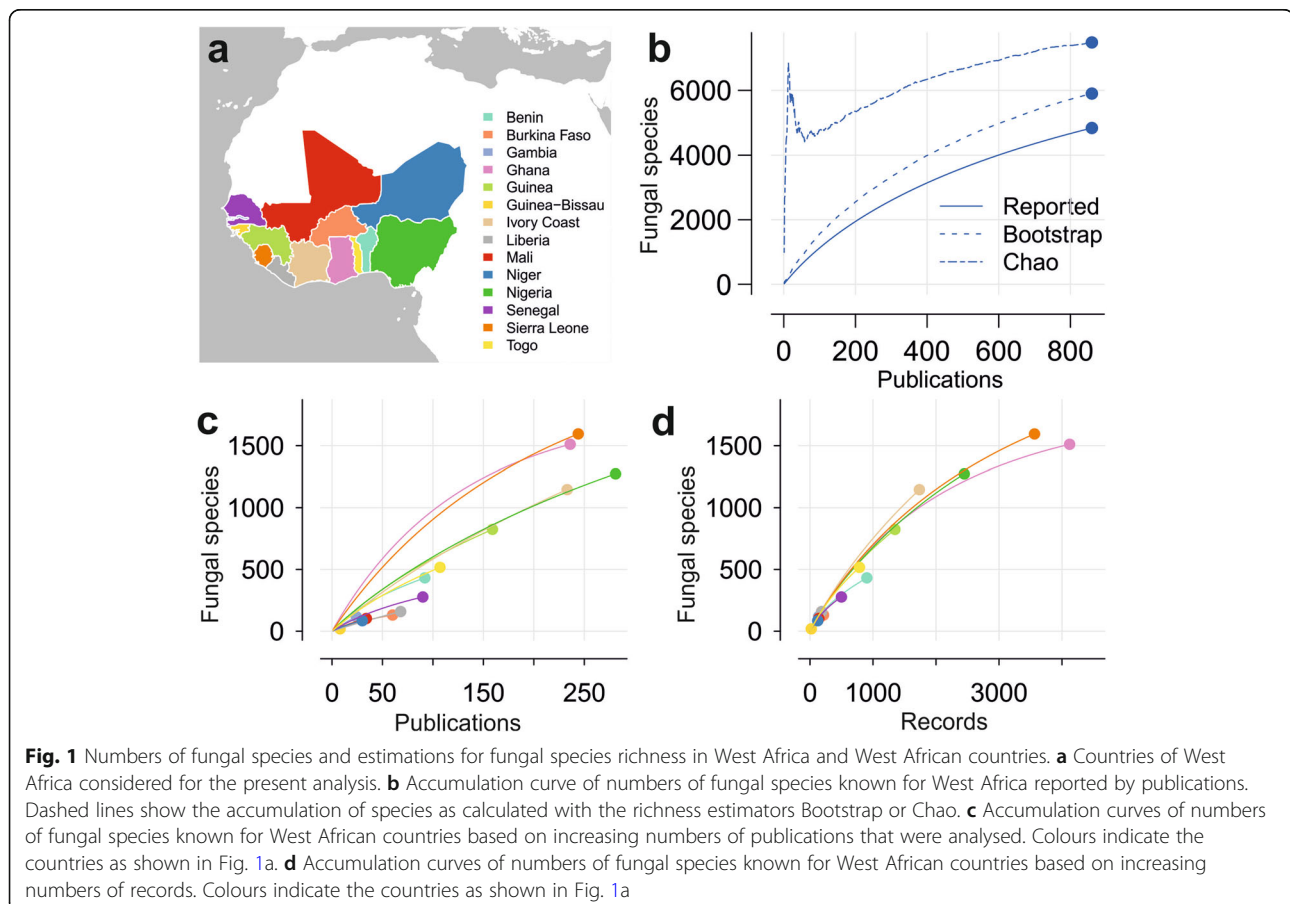 a
Benin
Burkina Faso
Gambia
Ghana
Guinea
Guinea−Bissau
Ivory Coast
Liberia
Mali
Niger
Nigeria
Senegal
Sierra Leone
Togo
b
Fungal species
6000
4000
2000
0
Reported
Bootstrap
Chao
0 200 400 600 800
Publications
c
Fungal species
1500
1000
500
0
0 50 150 250
Publications
d
Fungal species
1500
1000
500
0
0 1000 3000
Records
Fig. 1 Numbers of fungal species and estimations for fungal species richness in West Africa and West African countries. a Countries of West
Africa considered for the present analysis. b Accumulation curve of numbers of fungal species known for West Africa reported by publications.
Dashed lines show the accumulation of species as calculated with the richness estimators Bootstrap or Chao. c Accumulation curves of numbers
of fungal species known for West African countries based on increasing numbers of publications that were analysed. Colours indicate the
countries as shown in Fig. 1a. d Accumulation curves of numbers of fungal species known for West African countries based on increasing
numbers of records. Colours indicate the countries as shown in Fig. 1a